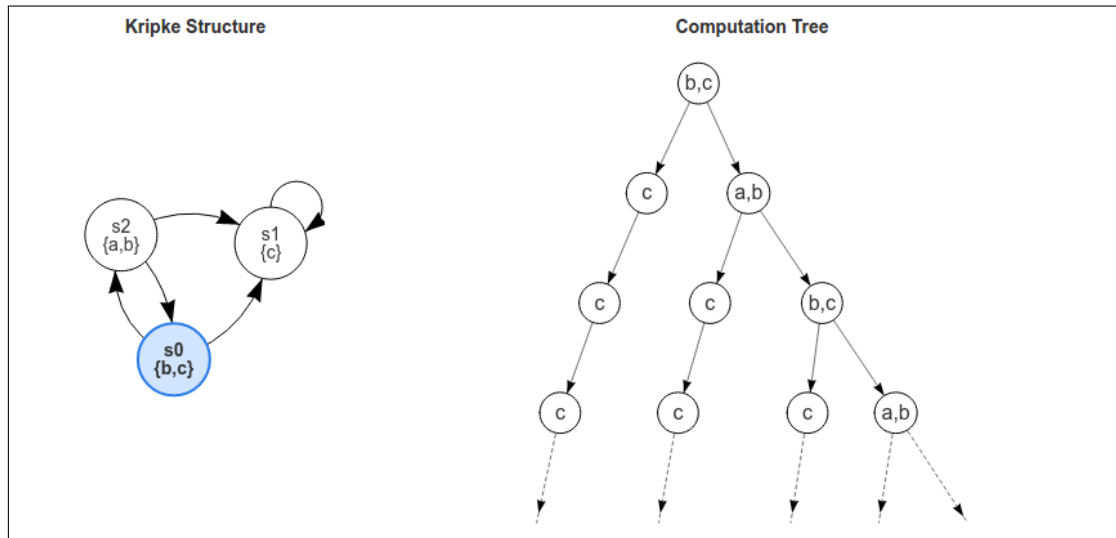 Kripke Structure
Computation Tree
s2
{a,b}
s1
{c}
s0
{b,c}
b,c
c
a,b
c
c
b,c
c
c
c
a,b